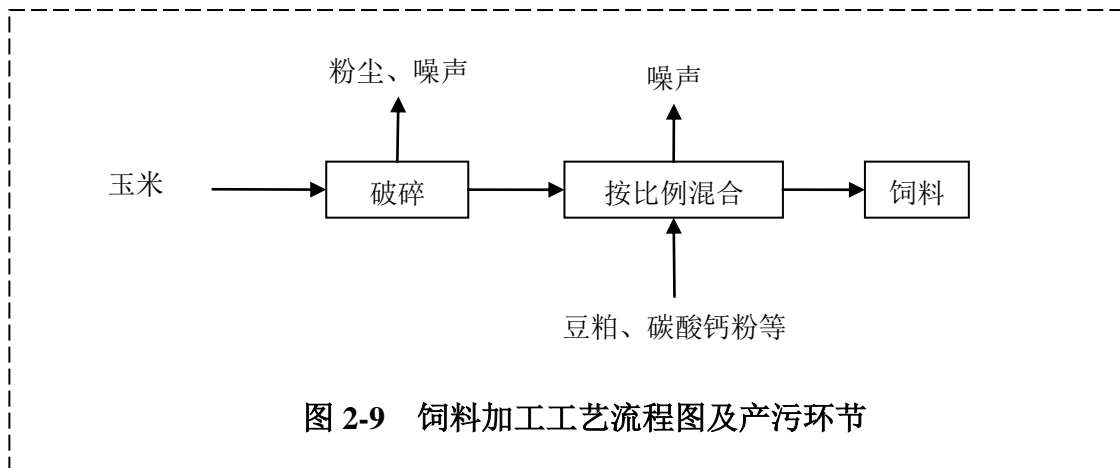 粉尘、噪声
噪声
玉米
破碎
按比例混合
饲料
豆粕、碳酸钙粉等
图 2-9 饲料加工工艺流程图及产污环节